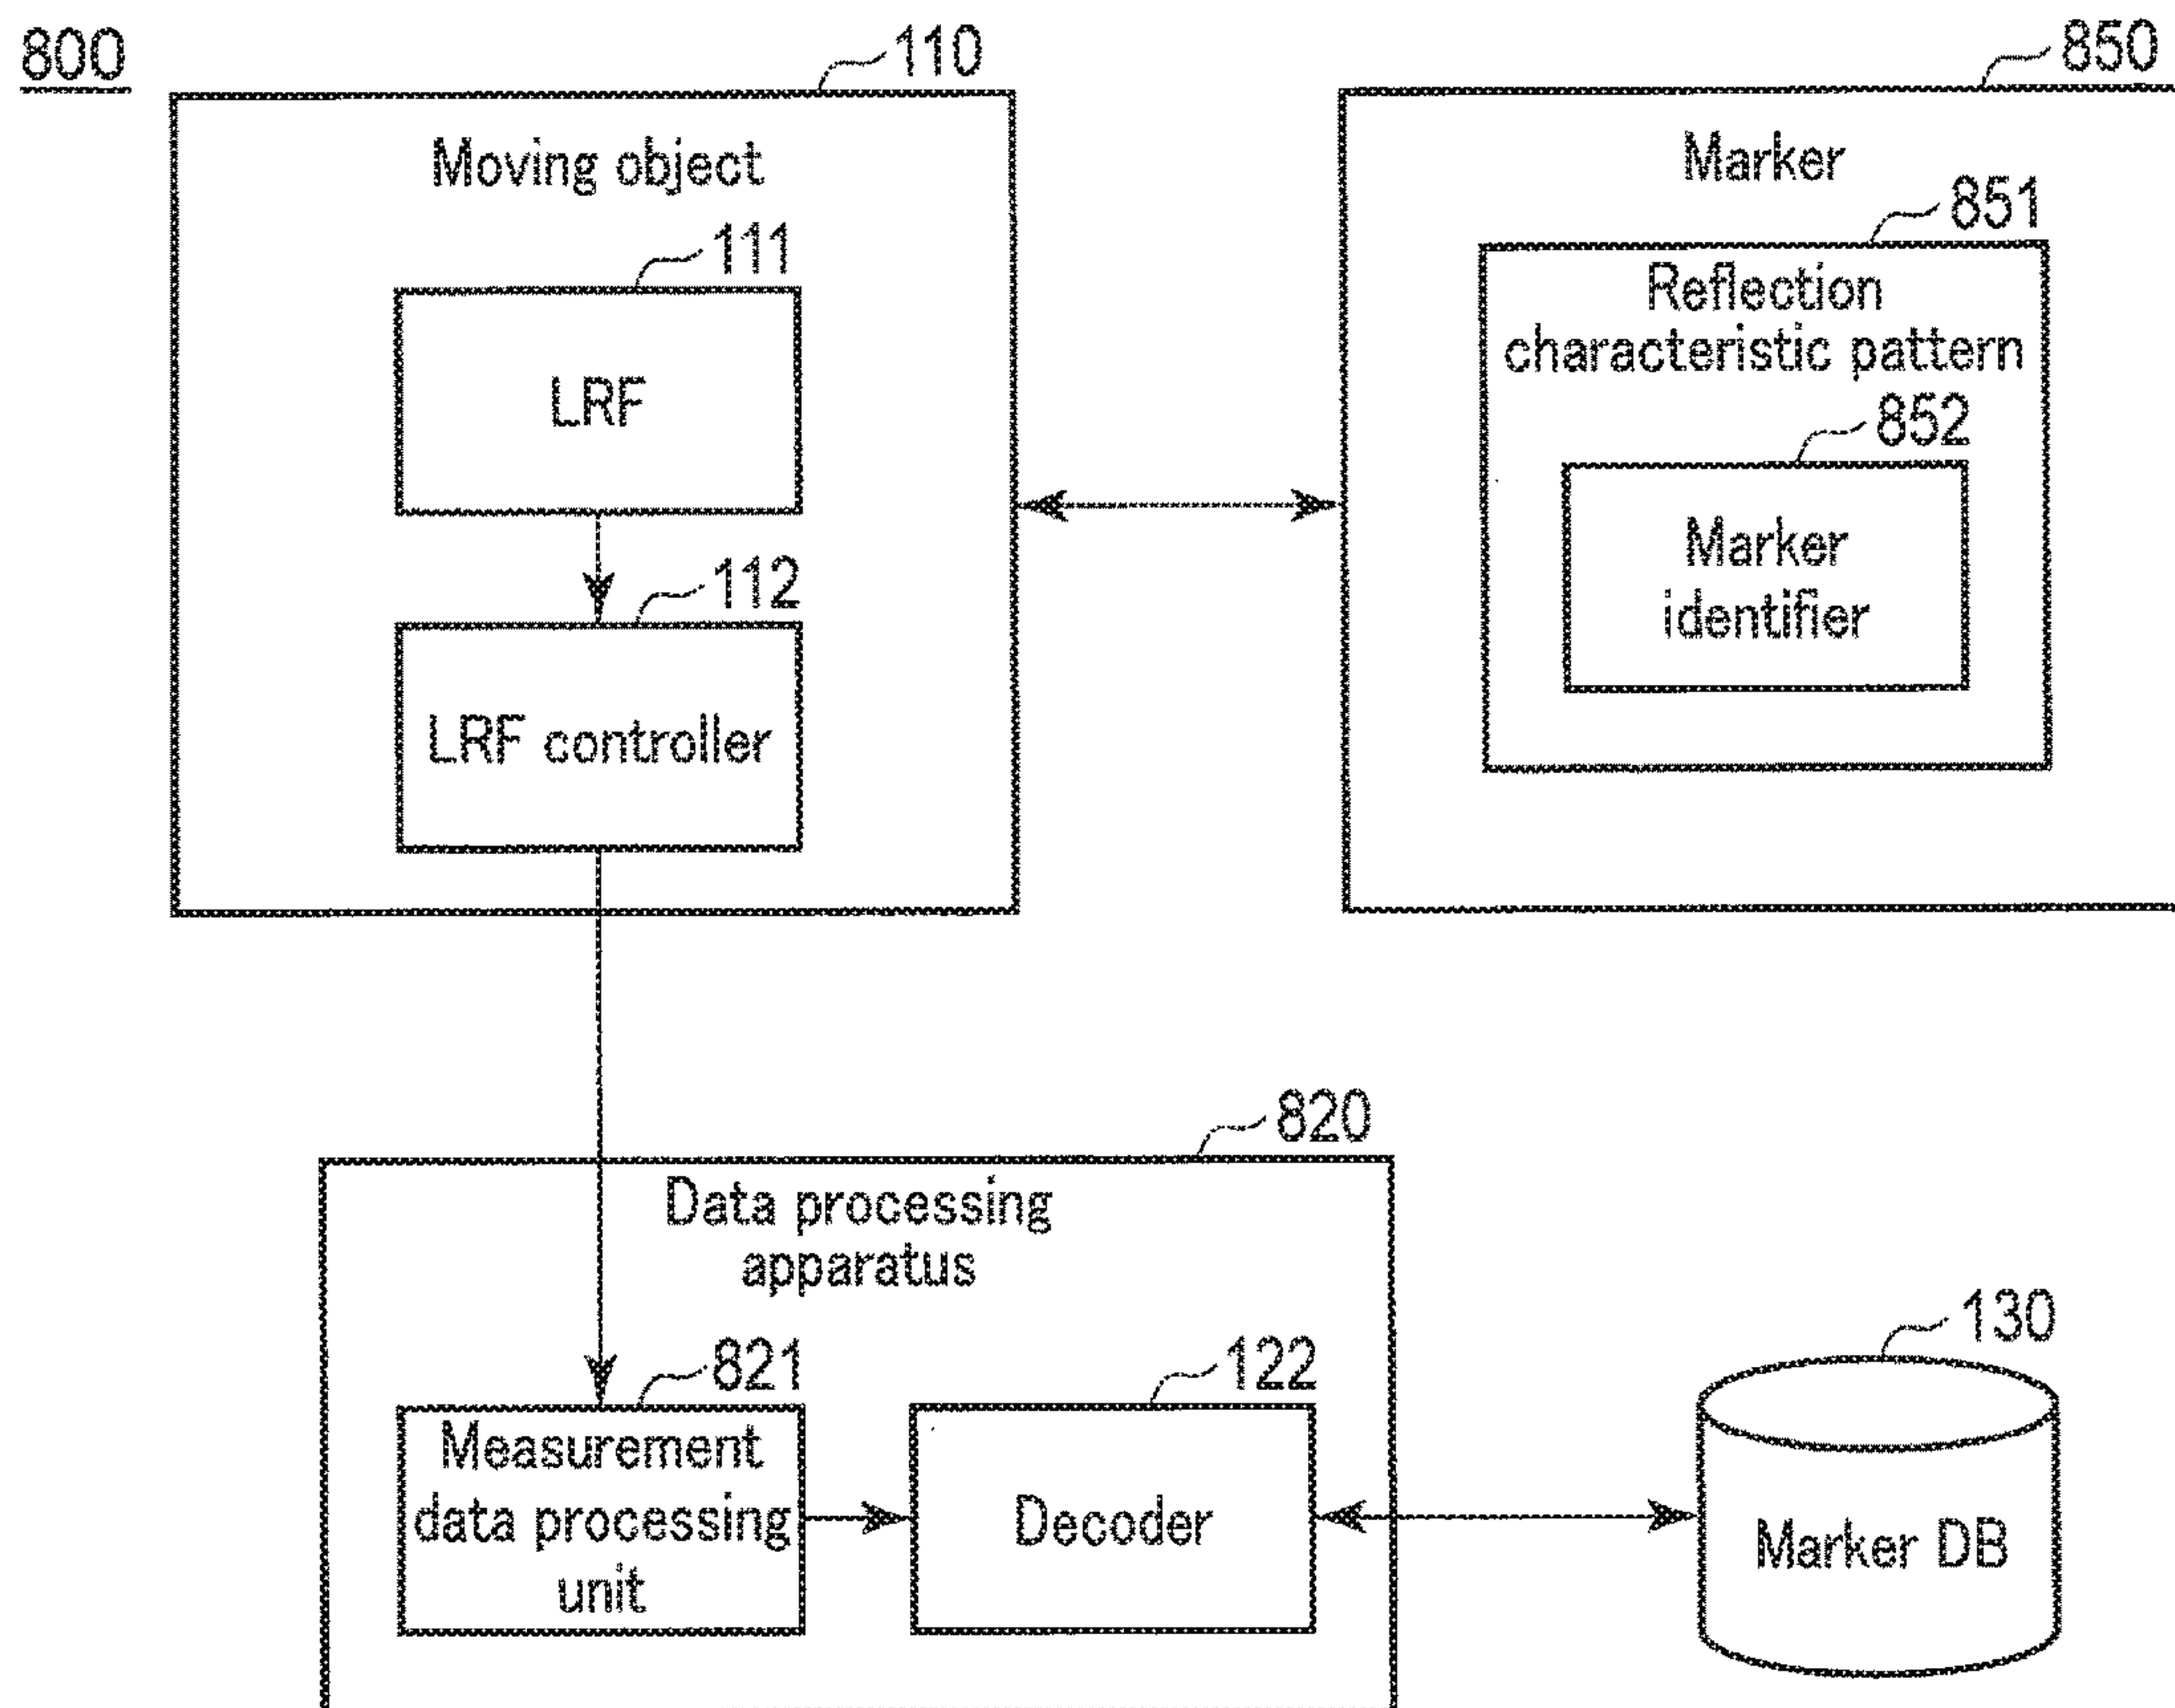 800
110
Moving object
111
LRF
112
LRF controller
850
Marker
851
Reflection
characteristic pattern
852
Marker
identifier
820
Data processing
apparatus
821
Measurement
data processing
unit
122
Decoder
130
Marker DB